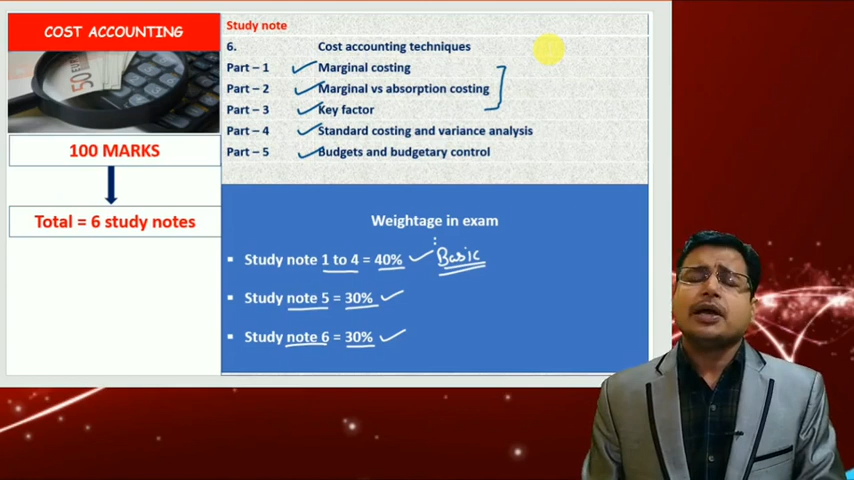 COST ACCOUNTING
100 MARKS
Total = 6 study notes
Study note
6. Cost accounting techniques
Part – 1 Marginal costing
Part – 2 Marginal vs absorption costing
Part – 3 Key factor
Part – 4 Standard costing and variance analysis
Part – 5 Budgets and budgetary control
Weightage in exam
▪ Study note 1 to 4 = 40% Basic
▪ Study note 5 = 30%
▪ Study note 6 = 30%
50